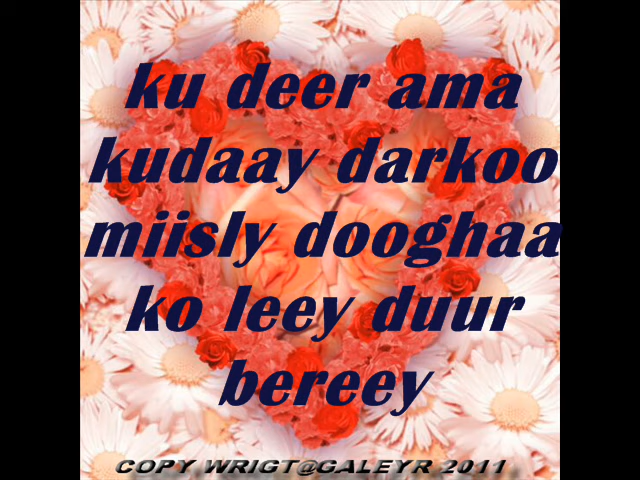 ku deer ama
kudaay darkoo
miisly dooghaa
ko leey duur
bereey
COPY WRIGT@GALEYR 2011